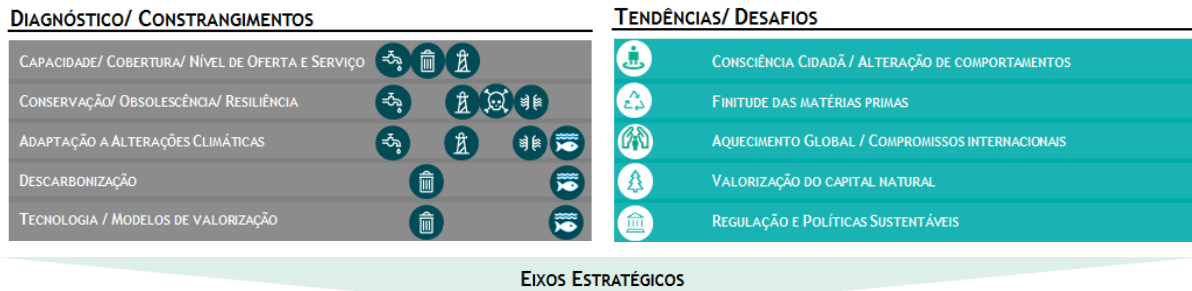 DIAGNÓSTICO/ CONSTRANGIMENTOS
CAPACIDADE/ COBERTURA/ NÍVEL DE OFERTA E SERVIÇO
CONSERVAÇÃO/ OBSOLESCÊNCIA/ RESILIÊNCIA
ADAPTAÇÃO A ALTERAÇÕES CLIMÁTICAS
DESCARBONIZAÇÃO
TECNOLOGIA / MODELOS DE VALORIZAÇÃO
TENDÊNCIAS/ DESAFIOS
CONSCIÊNCIA CIDADÃ / ALTERAÇÃO DE COMPORTAMENTOS
FINITUDE DAS MATÉRIAS PRIMAS
AQUECIMENTO GLOBAL / COMPROMISSOS INTERNACIONAIS
VALORIZAÇÃO DO CAPITAL NATURAL
REGULAÇÃO E POLÍTICAS SUSTENTÁVEIS
EIXOS ESTRATÉGICOS